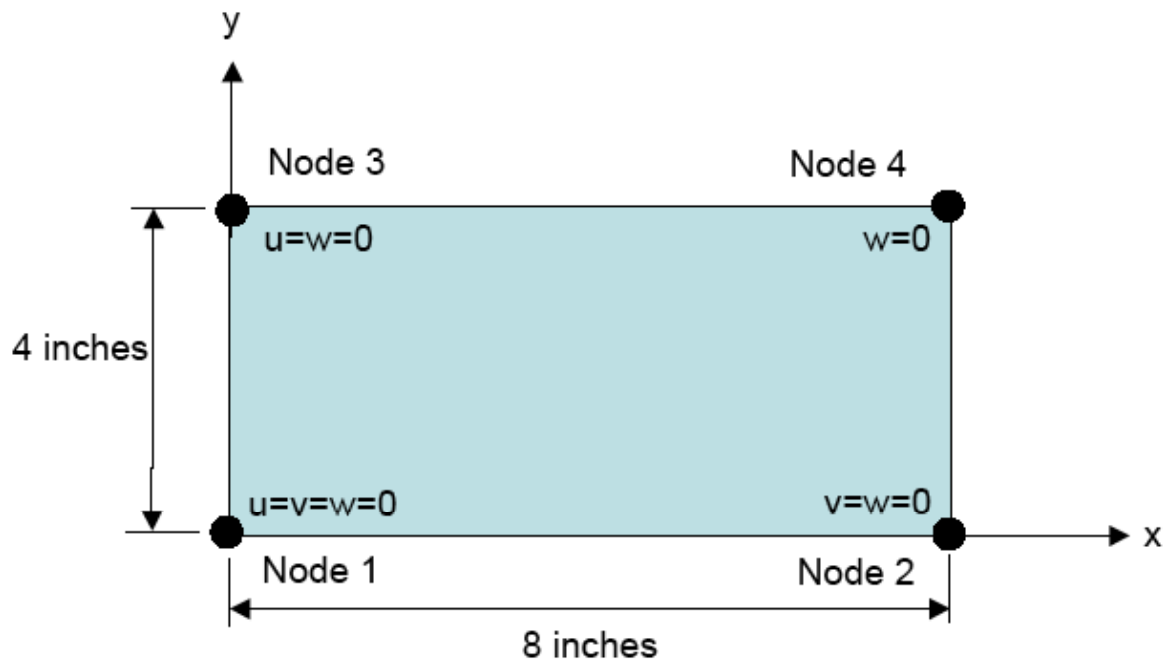 y
Node 3
Node 4
u=w=0
w=0
4 inches
u=v=w=0
v=w=0
x
Node 1
Node 2
8 inches